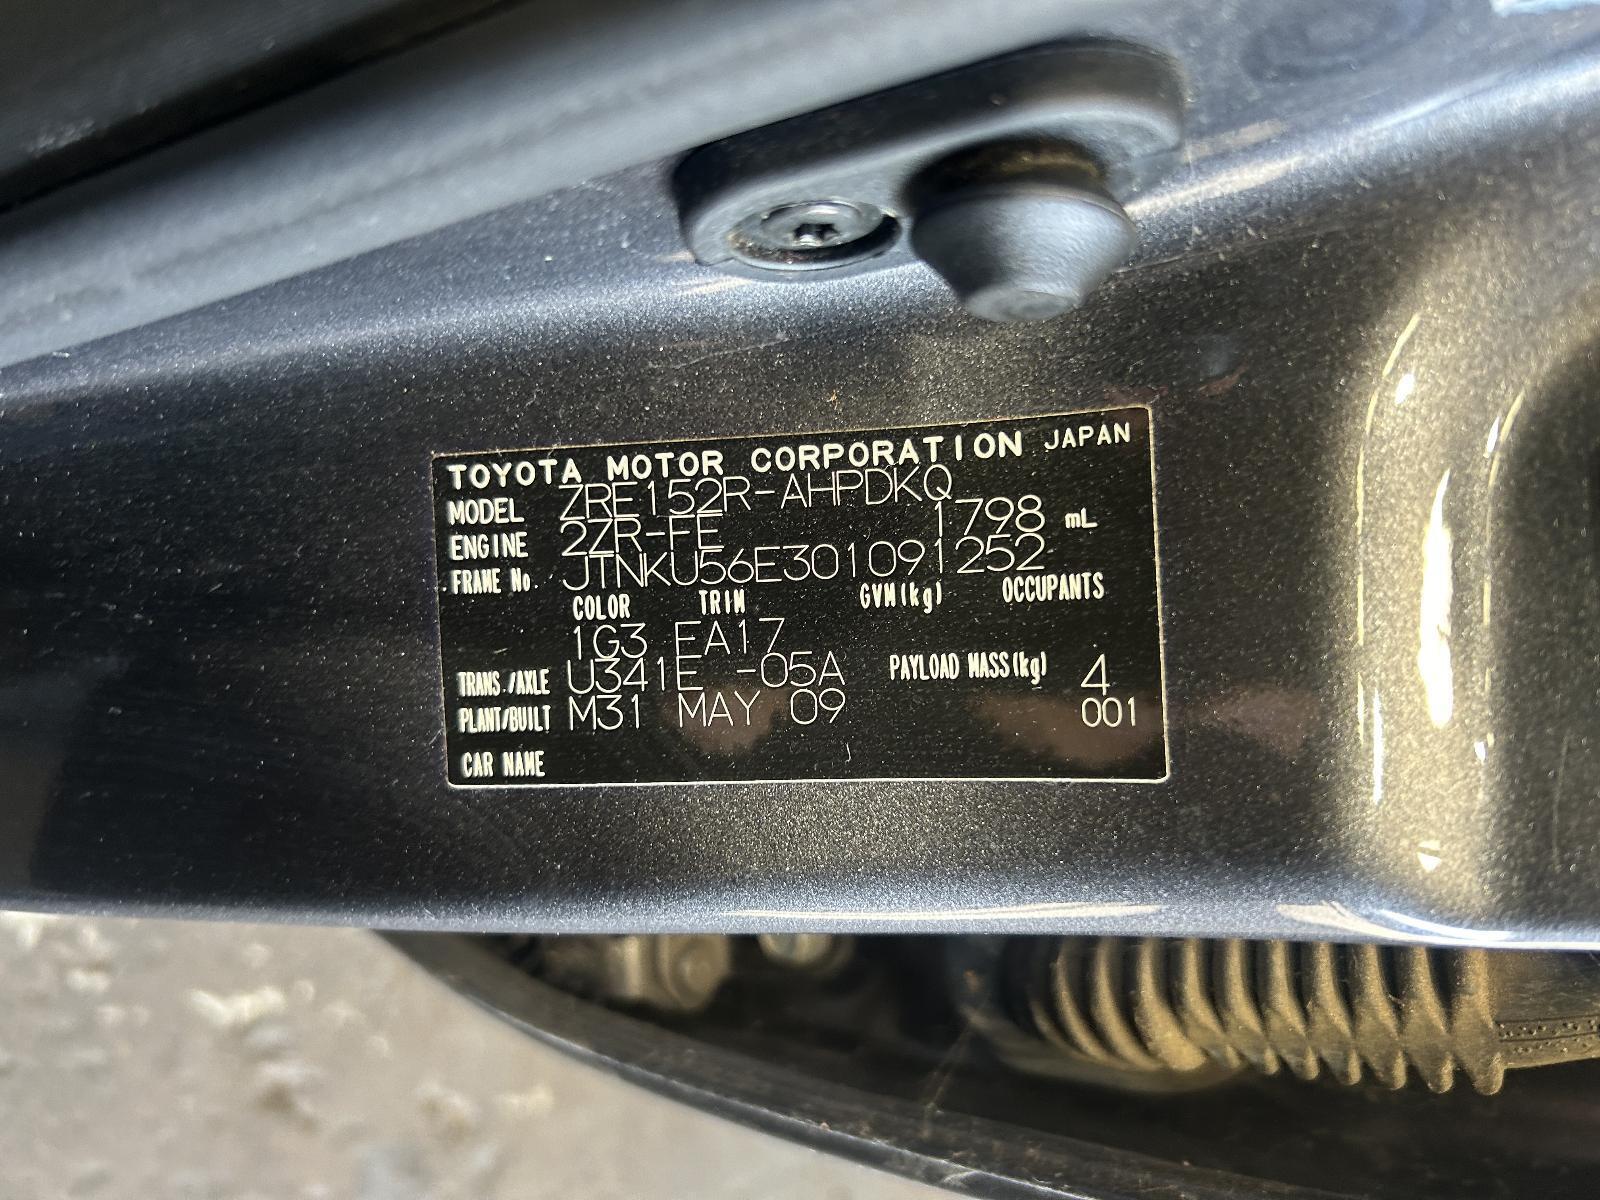 TOYOTA MOTOR CORPORATION JAPAN
MODEL ZRE152R-AHPDKQ
ENGINE 2ZR-FE 1798 mL
FRAME No. JTNKU56E301091252
COLOR TRIM GVM(kg) OCCUPANTS
1G3 EA17
TRANS./AXLE U341E -05A PAYLOAD MASS(kg) 4
PLANT/BUILT M31 MAY 09 001
CAR NAME